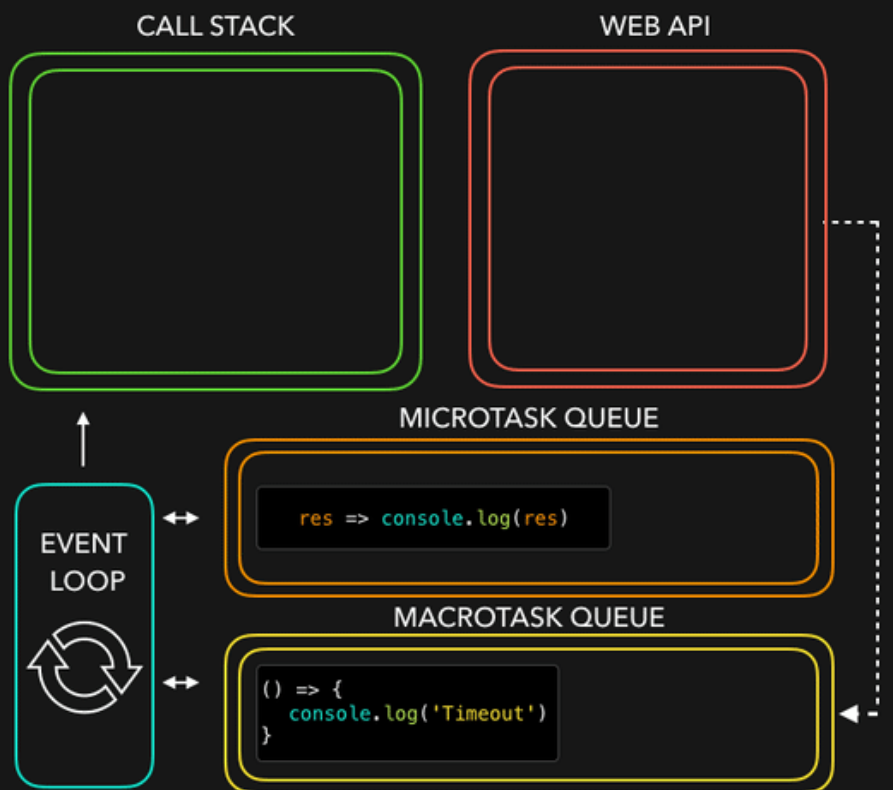 CALL STACK
WEB API
MICROTASK QUEUE
res => console.log(res)
EVENT
LOOP
MACROTASK QUEUE
() => {
console.log('Timeout')
}